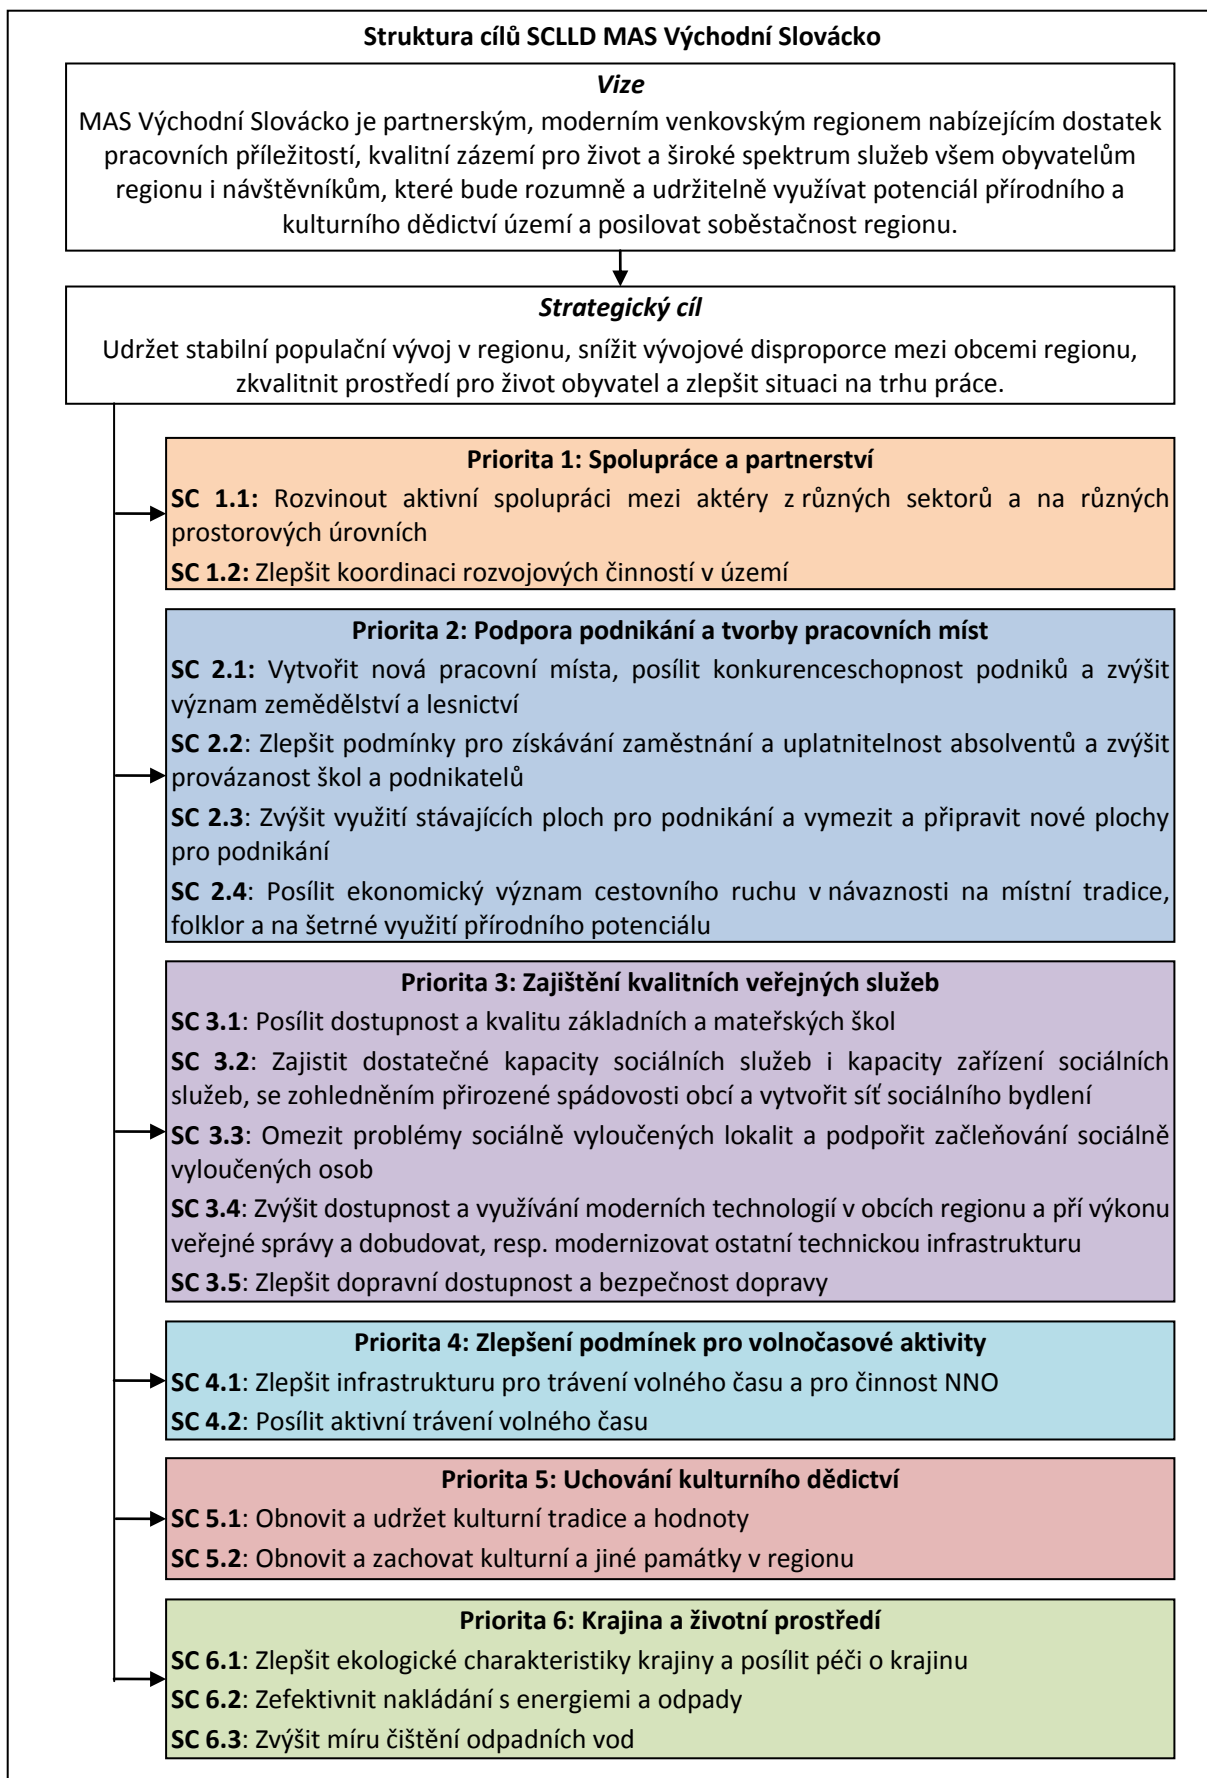 Struktura cílů SCLLD MAS Východní Slovácko
Vize
MAS Východní Slovácko je partnerským, moderním venkovským regionem nabízejícím dostatek
pracovních příležitostí, kvalitní zázemí pro život a široké spektrum služeb všem obyvatelům
regionu i návštěvníkům, které bude rozumně a udržitelně využívat potenciál přírodního a
kulturního dědictví území a posilovat soběstačnost regionu.
Strategický cíl
Udržet stabilní populační vývoj v regionu, snížit vývojové disproporce mezi obcemi regionu,
zkvalitnit prostředí pro život obyvatel a zlepšit situaci na trhu práce.
Priorita 1: Spolupráce a partnerství
SC 1.1: Rozvinout aktivní spolupráci mezi aktéry z různých sektorů a na různých
prostorových úrovních
SC 1.2: Zlepšit koordinaci rozvojových činností v území
Priorita 2: Podpora podnikání a tvorby pracovních míst
SC 2.1: Vytvořit nová pracovní místa, posílit konkurenceschopnost podniků a zvýšit
význam zemědělství a lesnictví
SC 2.2: Zlepšit podmínky pro získávání zaměstnání a uplatnitelnost absolventů a zvýšit
provázanost škol a podnikatelů
SC 2.3: Zvýšit využití stávajících ploch pro podnikání a vymezit a připravit nové plochy
pro podnikání
SC 2.4: Posílit ekonomický význam cestovního ruchu v návaznosti na místní tradice,
folklor a na šetrné využití přírodního potenciálu
Priorita 3: Zajištění kvalitních veřejných služeb
SC 3.1: Posílit dostupnost a kvalitu základních a mateřských škol
SC 3.2: Zajistit dostatečné kapacity sociálních služeb i kapacity zařízení sociálních
služeb, se zohledněním přirozené spádovosti obcí a vytvořit síť sociálního bydlení
SC 3.3: Omezit problémy sociálně vyloučených lokalit a podpořit začleňování sociálně
vyloučených osob
SC 3.4: Zvýšit dostupnost a využívání moderních technologií v obcích regionu a pří výkonu
veřejné správy a dobudovat, resp. modernizovat ostatní technickou infrastrukturu
SC 3.5: Zlepšit dopravní dostupnost a bezpečnost dopravy
Priorita 4: Zlepšení podmínek pro volnočasové aktivity
SC 4.1: Zlepšit infrastrukturu pro trávení volného času a pro činnost NNO
SC 4.2: Posílit aktivní trávení volného času
Priorita 5: Uchování kulturního dědictví
SC 5.1: Obnovit a udržet kulturní tradice a hodnoty
SC 5.2: Obnovit a zachovat kulturní a jiné památky v regionu
Priorita 6: Krajina a životní prostředí
SC 6.1: Zlepšit ekologické charakteristiky krajiny a posílit péči o krajinu
SC 6.2: Zefektivnit nakládání s energiemi a odpady
SC 6.3: Zvýšit míru čištění odpadních vod